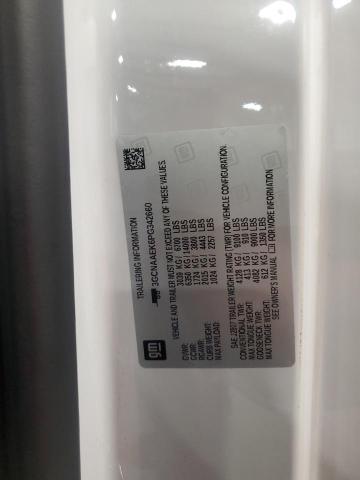 TRAILERING INFORMATION
3GCNAAEK6PG342660
VEHICLE AND TRAILER MUST NOT EXCEED ANY OF THESE VALUES.
gm
GVWR: 3039 KG / 6700 LBS
GCWR: 6350 KG / 14000 LBS
RGAWR: 1724 KG / 3800 LBS
CURB WEIGHT: 2015 KG / 4443 LBS
MAX PAYLOAD: 1024 KG / 2257 LBS
SAE J2807 TRAILER WEIGHT RATING (TWR) FOR VEHICLE CONFIGURATION.
CONVENTIONAL TWR: 4128 KG / 9100 LBS
MAX TONGUE WEIGHT: 413 KG / 910 LBS
GOOSENECK TWR: 4082 KG / 9000 LBS
MAX TONGUE WEIGHT: 612 KG / 1350 LBS
SEE OWNER'S MANUAL FOR MORE INFORMATION